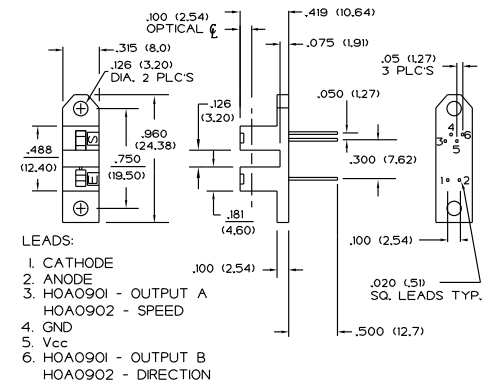 .100 (2.54)
OPTICAL ℄
.419 (10.64)
.315 (8.0)
.075 (1.91)
.126 (3.20)
DIA. 2 PLC'S
.05 (1.27)
3 PLC'S
.126
(3.20)
.050 (1.27)
.960
(24.38)
S
4
3
6
5
.488
(12.40)
.750
(19.50)
.300 (7.62)
E
1
2
.181
(4.60)
.100 (2.54)
.100 (2.54)
.020 (.51)
SQ. LEADS TYP.
.500 (12.7)
LEADS:
1. CATHODE
2. ANODE
3. HOA0901 - OUTPUT A
HOA0902 - SPEED
4. GND
5. Vcc
6. HOA0901 - OUTPUT B
HOA0902 - DIRECTION